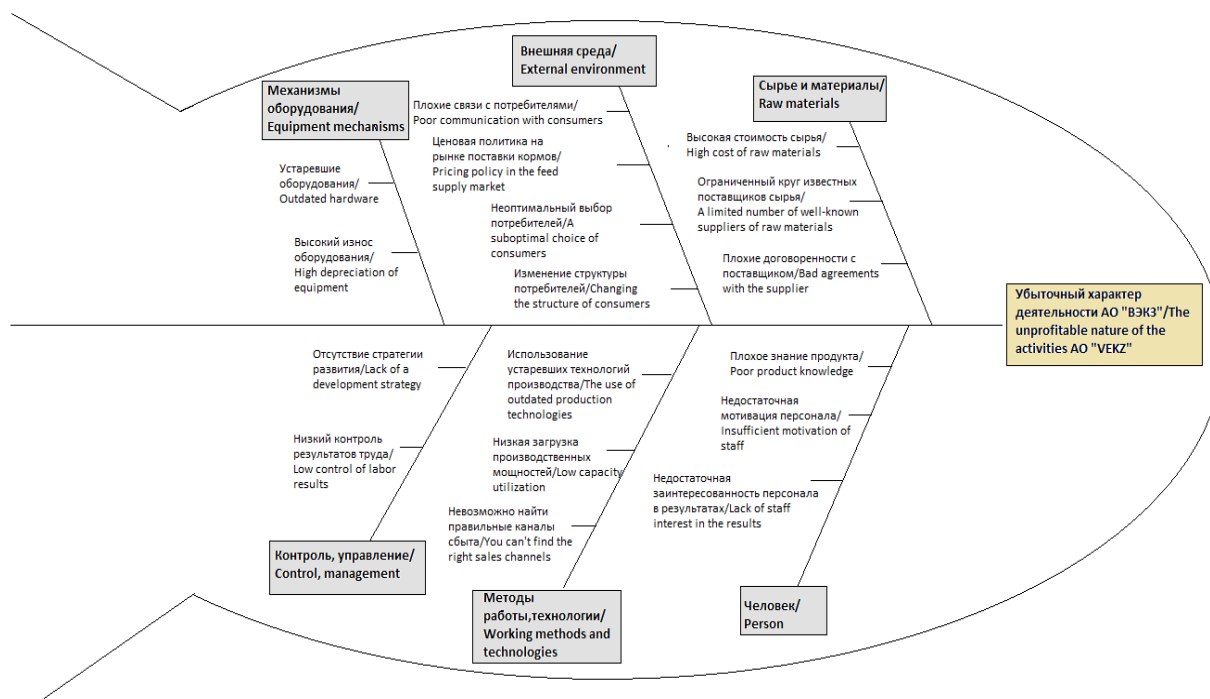 Внешняя среда/
External environment
Механизмы
оборудования/
Equipment mechanisms
Сырье и материалы/
Raw materials
Плохие связи с потребителями/
Poor communication with consumers
Ценовая политика на
рынке поставки кормов/
Pricing policy in the feed
supply market
Неоптимальный выбор
потребителей/A
suboptimal choice of
consumers
Изменение структуры
потребителей/Changing
the structure of consumers
Устаревшие
оборудования/
Outdated hardware
Высокий износ
оборудования/
High depreciation of
equipment
Высокая стоимость сырья/
High cost of raw materials
Ограниченный круг известных
поставщиков сырья/
A limited number of well-known
suppliers of raw materials
Плохие договоренности с
поставщиком/Bad agreements
with the supplier
Убыточный характер
деятельности АО "ВЭКЗ"/The
unprofitable nature of the
activities АО "VEKZ"
Отсутствие стратегии
развития/Lack of a
development strategy
Низкий контроль
результатов труда/
Low control of labor
results
Контроль, управление/
Control, management
Использование
устаревших технологий
производства/The use of
outdated production
technologies
Низкая загрузка
производственных
мощностей/Low capacity
utilization
Невозможно найти
правильные каналы
сбыта/You can't find the
right sales channels
Методы
работы,технологии/
Working methods and
technologies
Плохое знание продукта/
Poor product knowledge
Недостаточная
мотивация персонала/
Insufficient motivation of
staff
Недостаточная
заинтересованность персонала
в результатах/Lack of staff
interest in the results
Человек/
Person